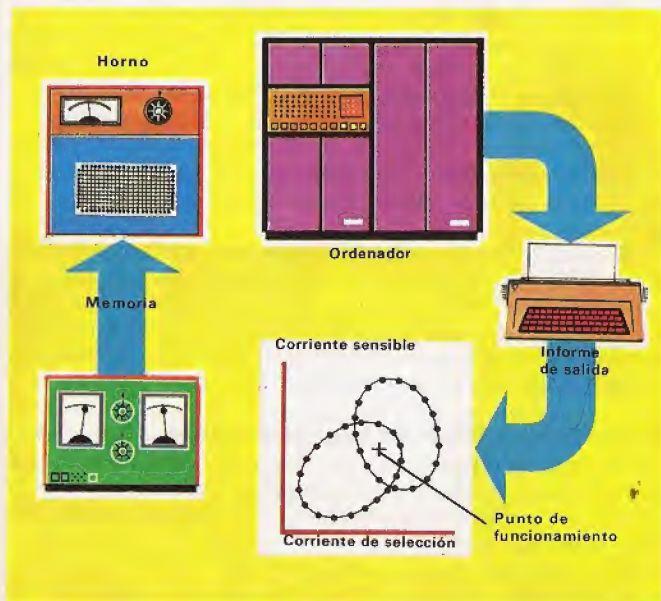 Horno
Ordenador
Memoria
Informe
de salida
Corriente sensible
Corriente de selección
Punto de
funcionamiento